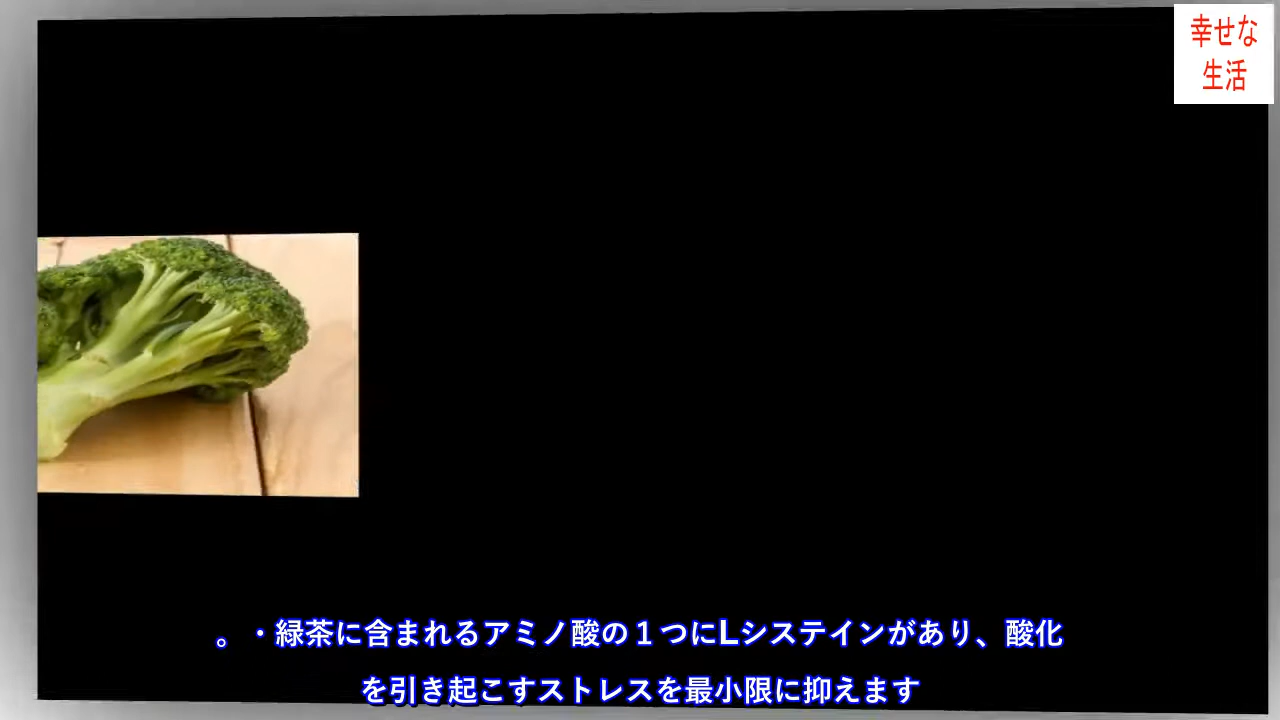 幸せな
生活
。・緑茶に含まれるアミノ酸の１つにLシステインがあり、酸化
を引き起こすストレスを最小限に抑えます